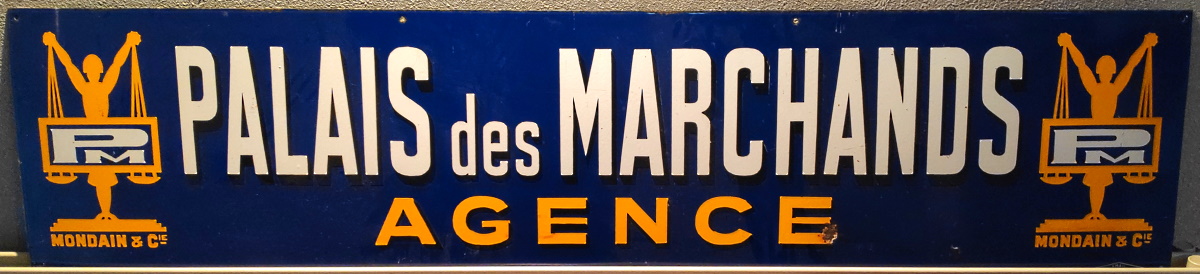 PALAIS des MARCHANDS
AGENCE
PM
MONDAIN & CIE
PM
MONDAIN & CIE